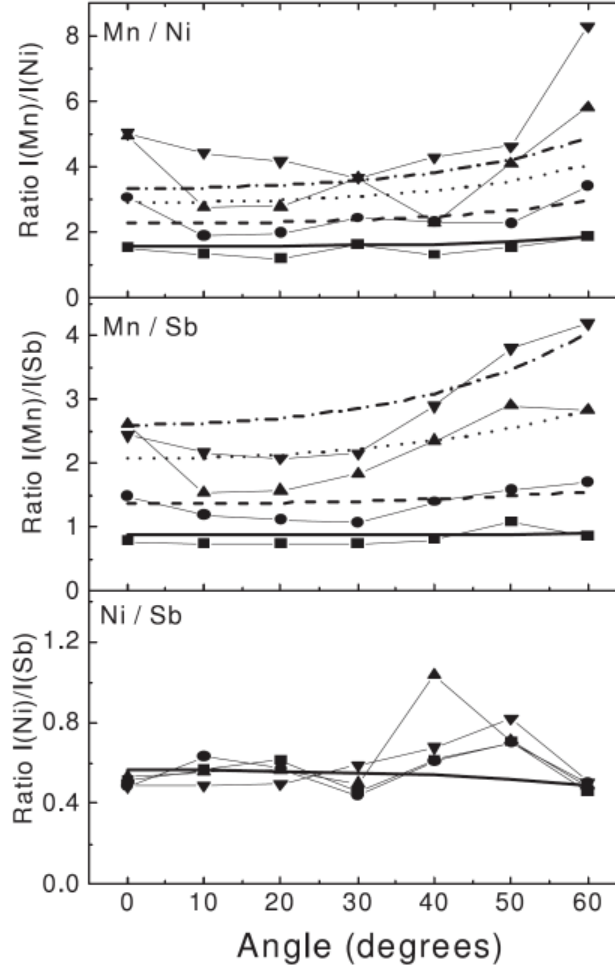 Mn / Ni
Ratio I(Mn)/I(Ni)
8
6
4
2
0
Mn / Sb
Ratio I(Mn)/I(Sb)
4
3
2
1
0
Ni / Sb
Ratio I(Ni)/I(Sb)
1.2
0.8
0.4
0.0
0 10 20 30 40 50 60
Angle (degrees)